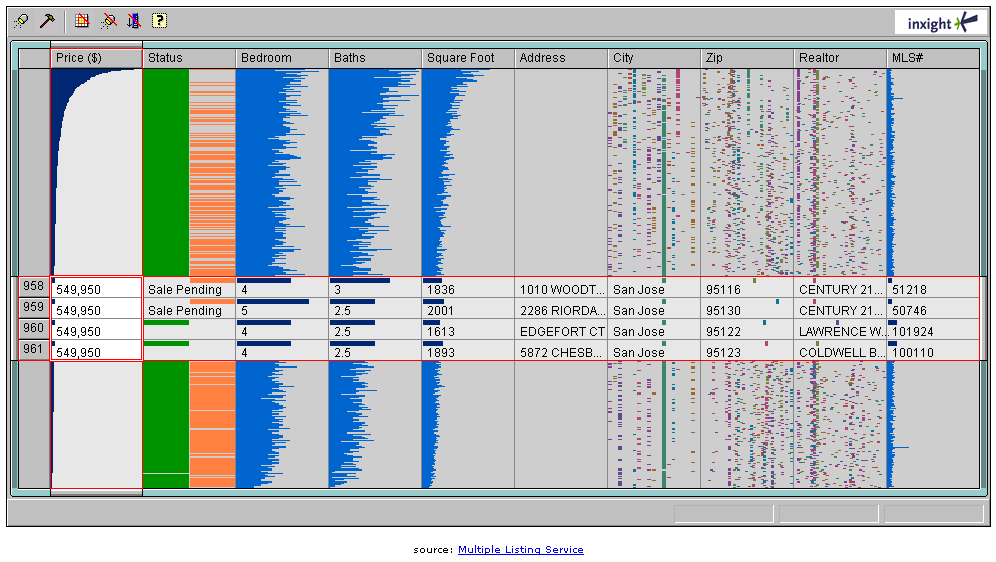 ?
inxight
Price ($) Status Bedroom Baths Square Foot Address City Zip Realtor MLS#
958 549,950 Sale Pending 4 3 1836 1010 WOODT... San Jose 95116 CENTURY 21... 51218
959 549,950 Sale Pending 5 2.5 2001 2286 RIORDA... San Jose 95130 CENTURY 21... 50746
960 549,950 4 2.5 1613 EDGEFORT CT San Jose 95122 LAWRENCE W... 101924
961 549,950 4 2.5 1893 5872 CHESB... San Jose 95123 COLDWELL B... 100110
source: Multiple Listing Service